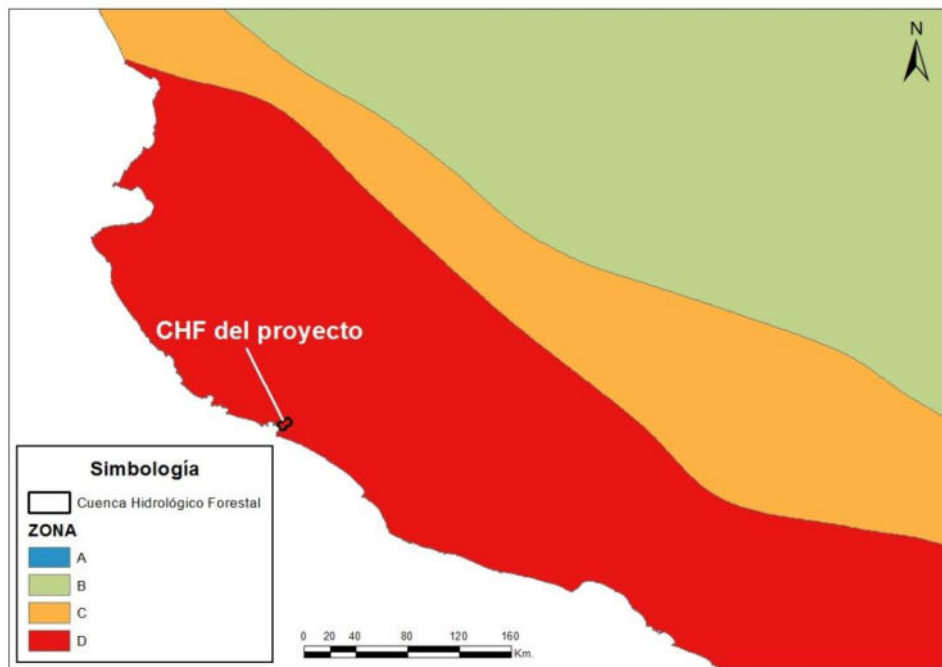 N
CHF del proyecto
Simbología
Cuenca Hidrológico Forestal
ZONA
A
B
C
D
0 20 40 80 120 160
Km.